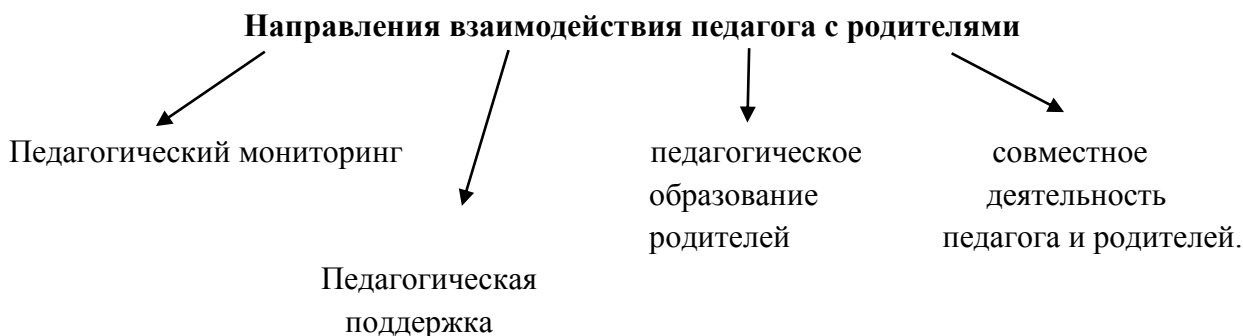 Направления взаимодействия педагога с родителями
Педагогический мониторинг
Педагогическая
поддержка
педагогическое
образование
родителей
совместное
деятельность
педагога и родителей.